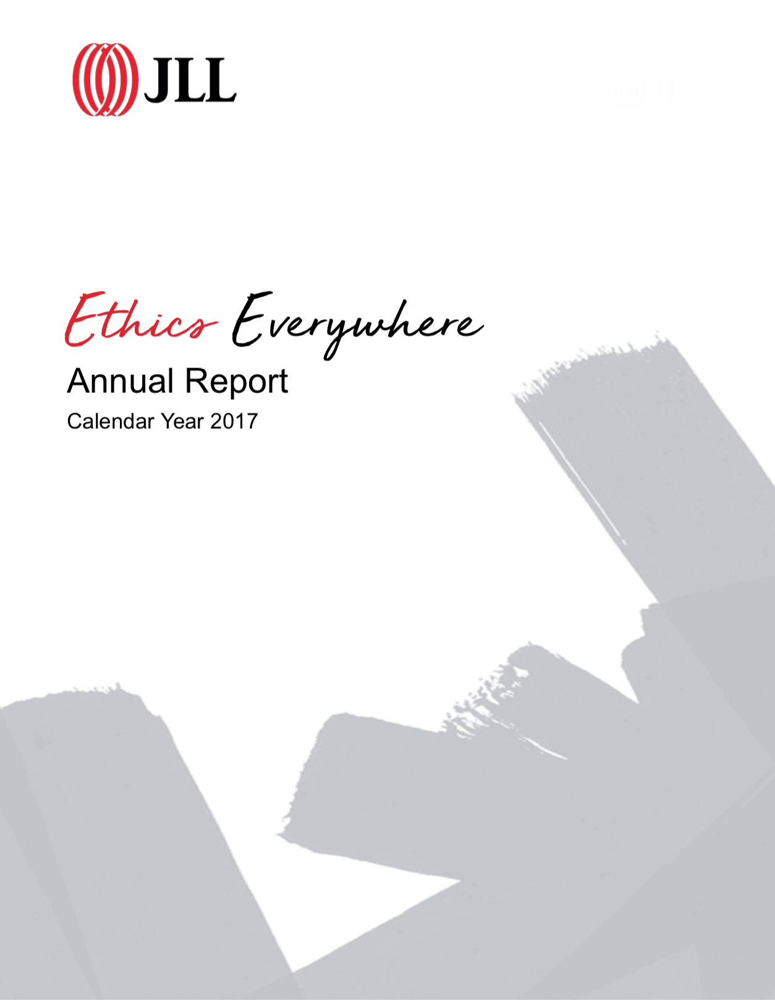 JLL
Ethics Everywhere
Annual Report
Calendar Year 2017